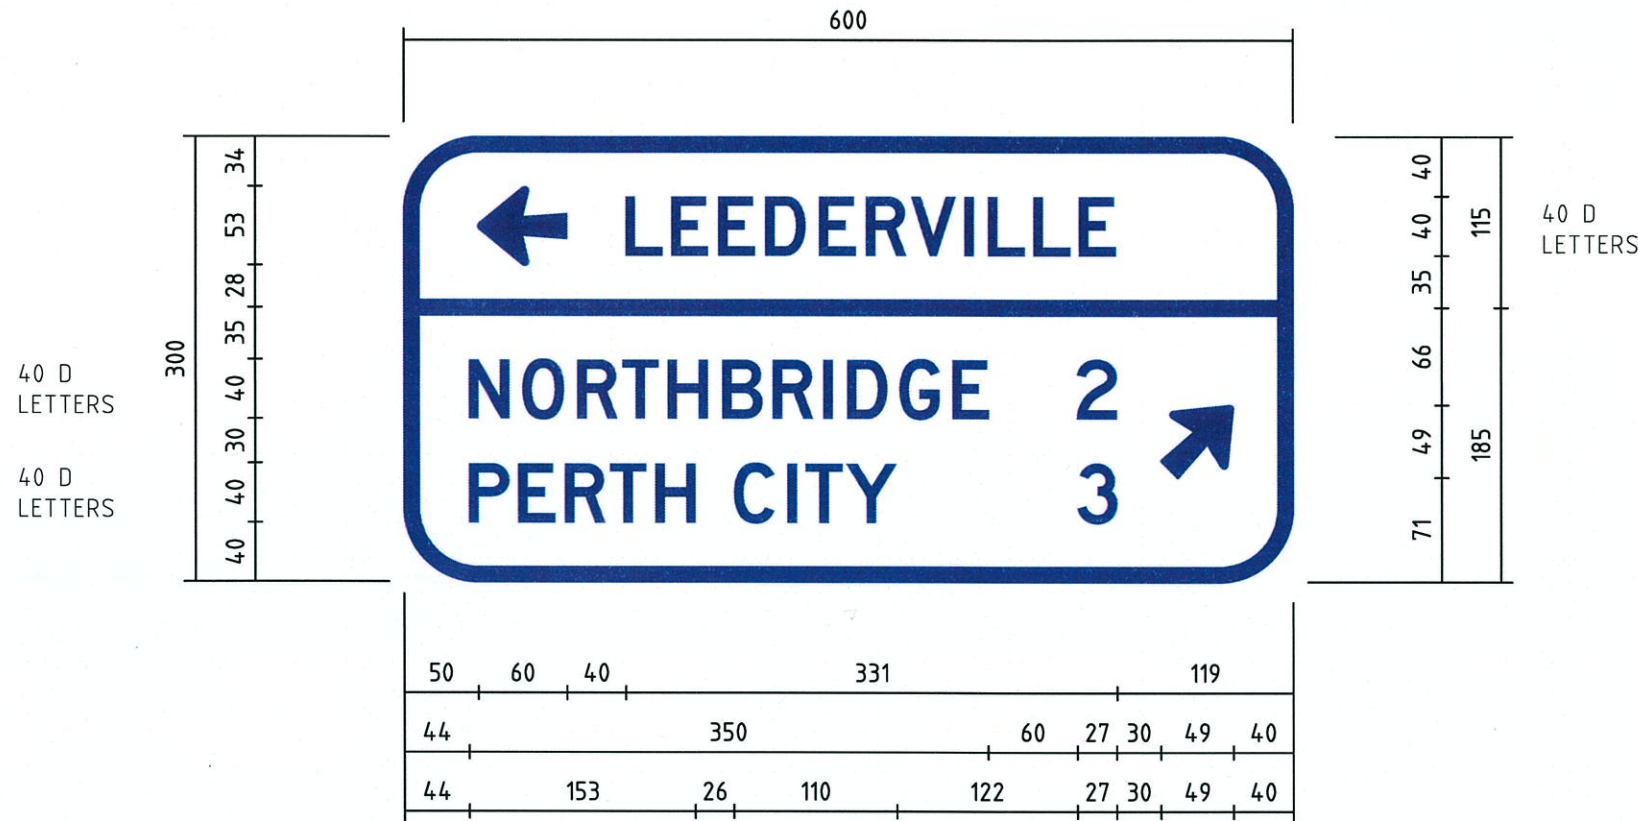 600
34
53
28
35
40
30
40
40
300
40 D
LETTERS
40 D
LETTERS
LEEDERVILLE
NORTHBRIDGE 2
PERTH CITY 3
40
40
35
66
49
71
115
185
40 D
LETTERS
50 60 40 331 119
44 350 60 27 30 49 40
44 153 26 110 122 27 30 49 40